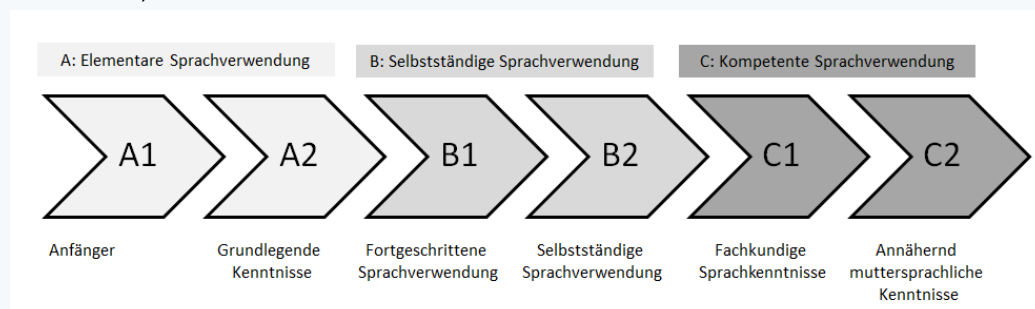 A: Elementare Sprachverwendung
B: Selbstständige Sprachverwendung
C: Kompetente Sprachverwendung
A1
A2
B1
B2
C1
C2
Anfänger
Grundlegende
Kenntnisse
Fortgeschrittene
Sprachverwendung
Selbstständige
Sprachverwendung
Fachkundige
Sprachkenntnisse
Annähernd
muttersprachliche
Kenntnisse